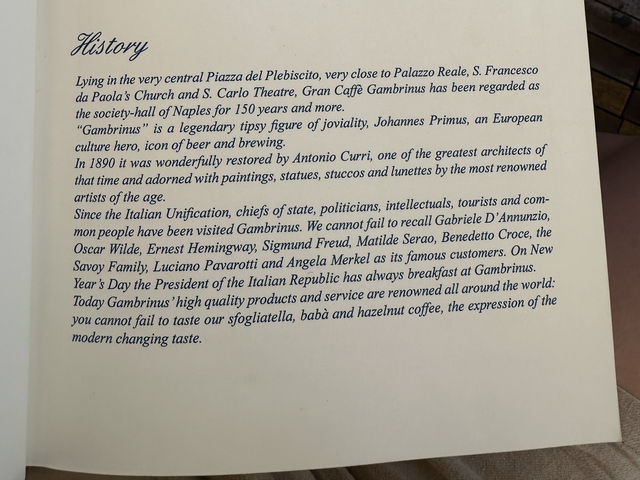 History
Lying in the very central Piazza del Plebiscito, very close to Palazzo Reale, S. Francesco
da Paola's Church and S. Carlo Theatre, Gran Caffè Gambrinus has been regarded as
the society-hall of Naples for 150 years and more.
"Gambrinus" is a legendary tipsy figure of joviality, Johannes Primus, an European
culture hero, icon of beer and brewing.
In 1890 it was wonderfully restored by Antonio Curri, one of the greatest architects of
that time and adorned with paintings, statues, stuccos and lunettes by the most renowned
artists of the age.
Since the Italian Unification, chiefs of state, politicians, intellectuals, tourists and com-
mon people have been visited Gambrinus. We cannot fail to recall Gabriele D'Annunzio,
Oscar Wilde, Ernest Hemingway, Sigmund Freud, Matilde Serao, Benedetto Croce, the
Savoy Family, Luciano Pavarotti and Angela Merkel as its famous customers. On New
Year's Day the President of the Italian Republic has always breakfast at Gambrinus.
Today Gambrinus' high quality products and service are renowned all around the world:
you cannot fail to taste our sfogliatella, babà and hazelnut coffee, the expression of the
modern changing taste.